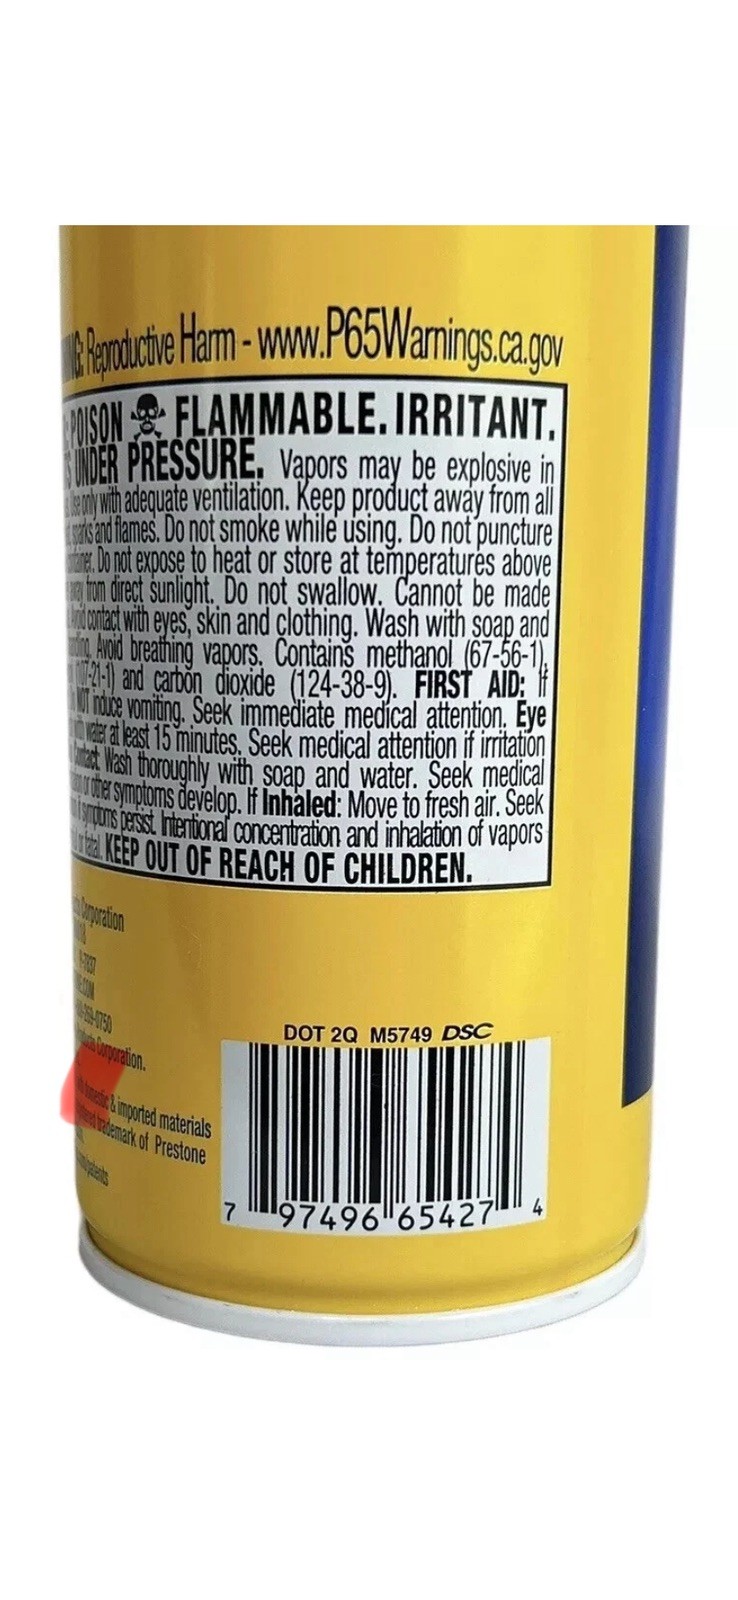 Reproductive Harm - www.P65Warnings.ca.gov
POISON FLAMMABLE. IRRITANT.
UNDER PRESSURE. Vapors may be explosive in
Use only with adequate ventilation. Keep product away from all
sparks and flames. Do not smoke while using. Do not puncture
Do not expose to heat or store at temperatures above
away from direct sunlight. Do not swallow. Cannot be made
Avoid contact with eyes, skin and clothing. Wash with soap and
Avoid breathing vapors. Contains methanol (67-56-1),
(107-21-1) and carbon dioxide (124-38-9). FIRST AID: If
NOT induce vomiting. Seek immediate medical attention. Eye
with water at least 15 minutes. Seek medical attention if irritation
Contact: Wash thoroughly with soap and water. Seek medical
or other symptoms develop. If Inhaled: Move to fresh air. Seek
if symptoms persist. Intentional concentration and inhalation of vapors
or fatal. KEEP OUT OF REACH OF CHILDREN.
Corporation
Corporation.
& imported materials
trademark of Prestone
DOT 2Q M5749 DSC
7 97496 65427 4